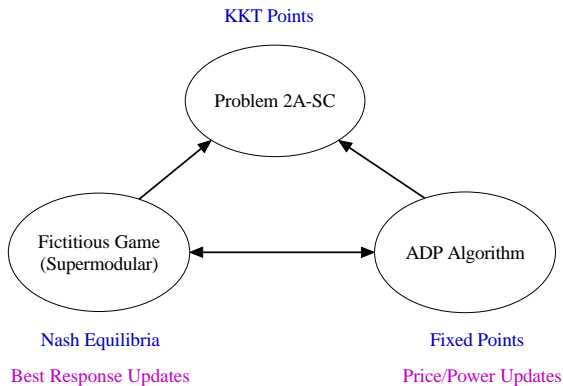 KKT Points
Problem 2A-SC
Fictitious Game
(Supermodular)
ADP Algorithm
Nash Equilibria
Fixed Points
Best Response Updates
Price/Power Updates